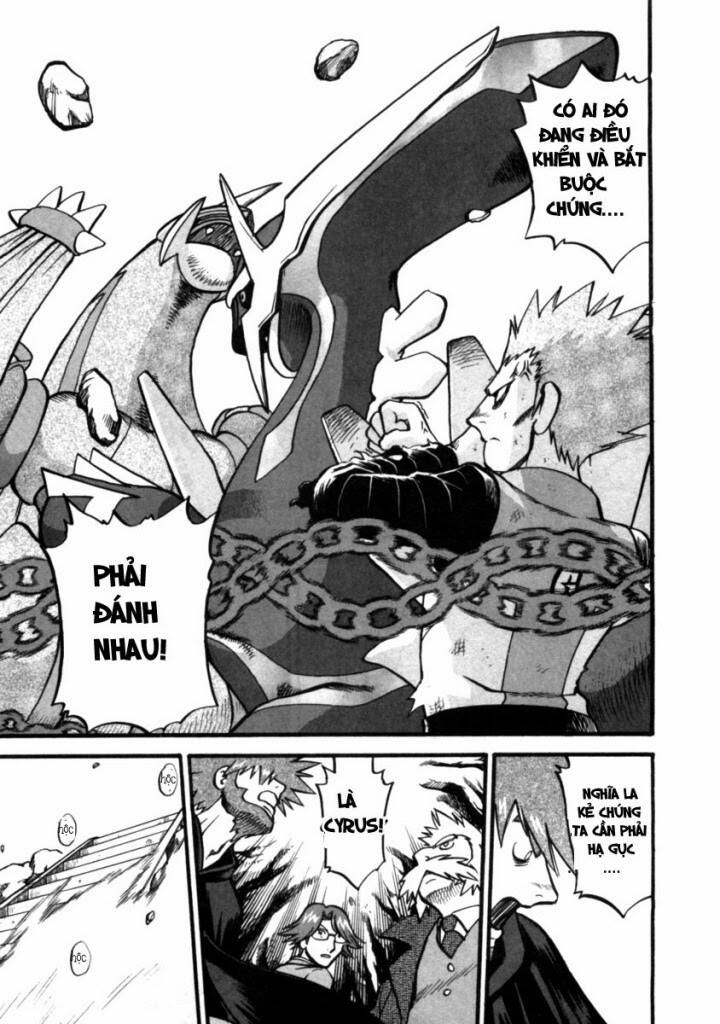 CÓ AI ĐÓ
ĐANG ĐIỀU
KHIỂN VÀ BẮT
BUỘC
CHÚNG....
PHẢI
ĐÁNH
NHAU!
NGHĨA LA
KẺ CHÚNG
TA CẦN PHẢI
HẠ GỤC
....
LÀ
CYRUS!
HỘC
HỘC
HỘC